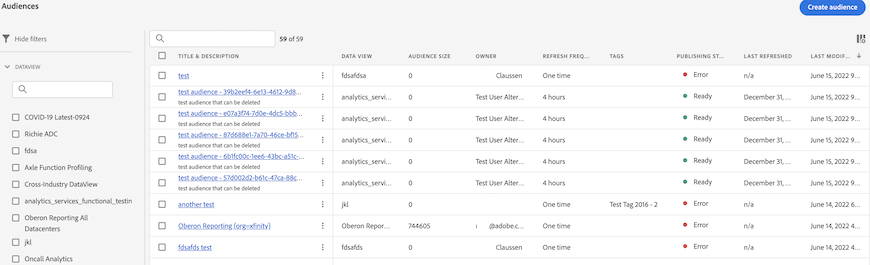 Audiences
Create audience
Hide filters
59 of 59
DATAVIEW
COVID-19 Latest-0924
Richie ADC
fdsa
Axle Function Profiling
Cross-Industry DataView
analytics_services_functional_testin
Oberon Reporting All
Datacenters
jkl
Oncall Analytics
TITLE & DESCRIPTION DATA VIEW AUDIENCE SIZE OWNER REFRESH FREQ... TAGS PUBLISHING ST... LAST REFRESHED LAST MODIF...
test fdsafdsa 0 Claussen One time Error n/a June 15, 2022 9...
test audience - 39b2eef4-6e13-4612-9d8... analytics_servi... 0 Test User Alter... 4 hours Ready December 31, ... June 15, 2022 9...
test audience that can be deleted
test audience - e07a3f74-7d0e-4dc5-bbb... analytics_servi... 0 Test User Alter... 4 hours Ready December 31, ... June 15, 2022 9...
test audience that can be deleted
test audience - 87d688e1-7a70-46ce-bf15... analytics_servi... 0 Test User Alter... 4 hours Ready December 31, ... June 15, 2022 9...
test audience that can be deleted
test audience - 6b1fc00c-1ee6-43bc-a51c-... analytics_servi... 0 Test User Alter... 4 hours Ready December 31, ... June 15, 2022 9...
test audience that can be deleted
test audience - 57d002d2-b61c-47ca-88c... analytics_servi... 0 Test User Alter... 4 hours Ready December 31, ... June 15, 2022 9...
test audience that can be deleted
another test jkl 0 One time Test Tag 2016 - 2 Error n/a June 14, 2022 6...
Oberon Reporting (org=xfinity) Oberon Repor... 744605 @adobe.c... One time Error n/a June 14, 2022 4...
fdsafds test fdsafds 0 Claussen One time Error n/a June 14, 2022 4...